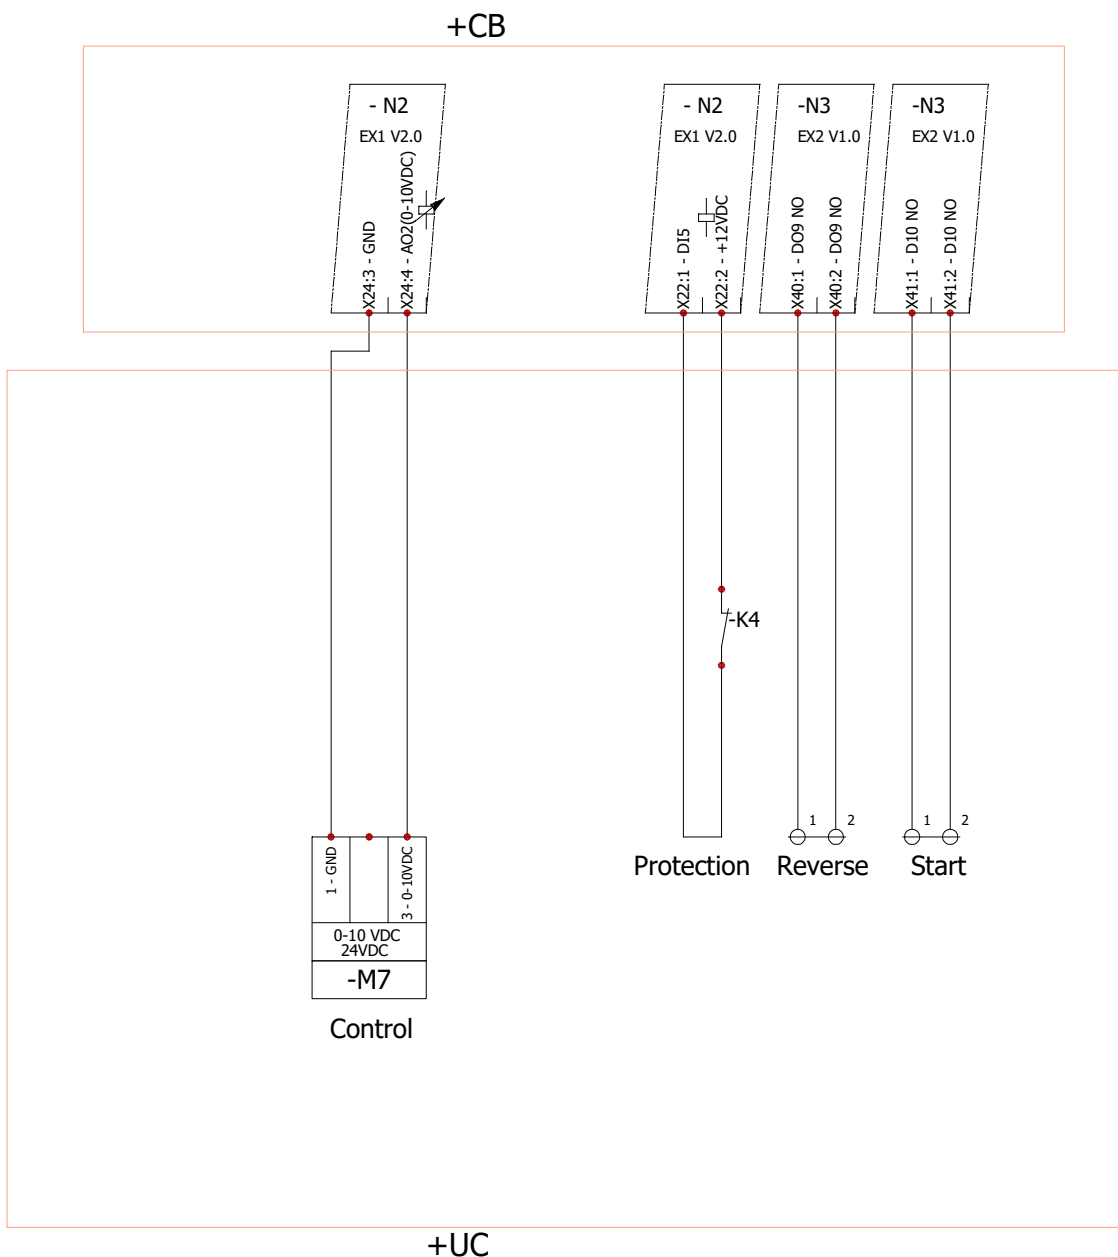 +CB
- N2
EX1 V2.0
X24:3 - GND
X24:4 - AO2(0-10VDC)
- N2
EX1 V2.0
X22:1 - DI5
X22:2 - +12VDC
-N3
EX2 V1.0
X40:1 - DO9 NO
X40:2 - DO9 NO
-N3
EX2 V1.0
X41:1 - D10 NO
X41:2 - D10 NO
-K4
1 - GND
3 - 0-10VDC
0-10 VDC
24VDC
-M7
Control
Protection
1 2
Reverse
1 2
Start
+UC